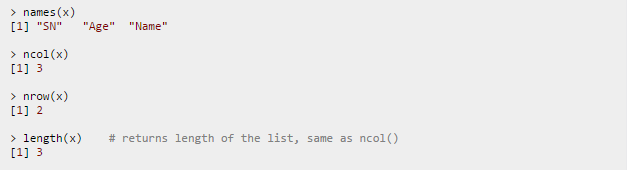 > names(x)
[1] "SN"   "Age"  "Name"
> ncol(x)
[1] 3
> nrow(x)
[1] 2
> length(x)    # returns length of the list, same as ncol()
[1] 3